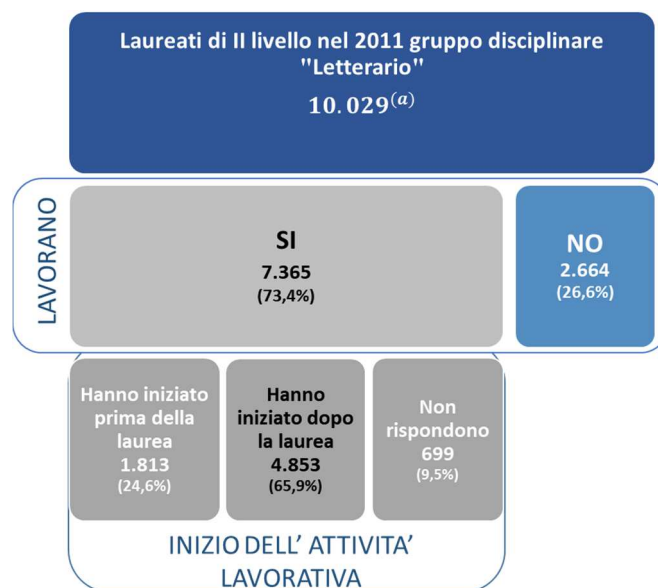 Laureati di II livello nel 2011 gruppo disciplinare
"Letterario"
10.029(a)
LAVORANO
SI
7.365
(73,4%)
NO
2.664
(26,6%)
Hanno iniziato
prima della
laurea
1.813
(24,6%)
Hanno
iniziato dopo
la laurea
4.853
(65,9%)
Non
rispondono
699
(9,5%)
INIZIO DELL’ ATTIVITA’
LAVORATIVA